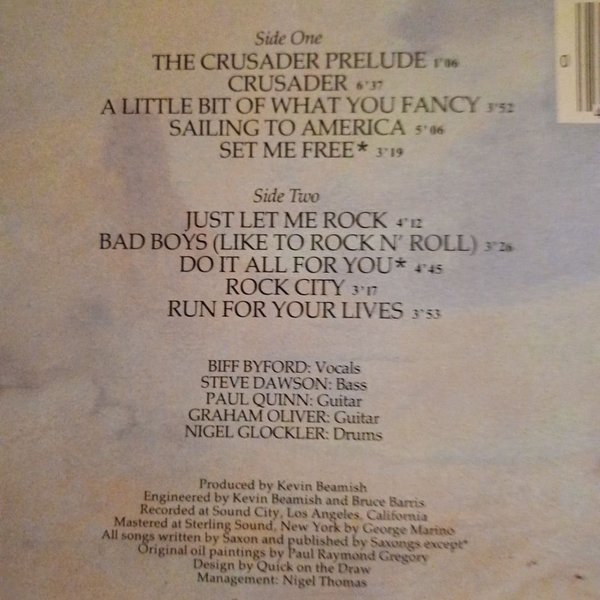 Side One
THE CRUSADER PRELUDE 1'06
CRUSADER 6'37
A LITTLE BIT OF WHAT YOU FANCY 3'52
SAILING TO AMERICA 5'06
SET ME FREE* 3'19
Side Two
JUST LET ME ROCK 4'12
BAD BOYS (LIKE TO ROCK N' ROLL) 3'26
DO IT ALL FOR YOU* 4'45
ROCK CITY 3'17
RUN FOR YOUR LIVES 3'53
BIFF BYFORD: Vocals
STEVE DAWSON: Bass
PAUL QUINN: Guitar
GRAHAM OLIVER: Guitar
NIGEL GLOCKLER: Drums
Produced by Kevin Beamish
Engineered by Kevin Beamish and Bruce Barris
Recorded at Sound City, Los Angeles, California
Mastered at Sterling Sound, New York by George Marino
All songs written by Saxon and published by Saxongs except*
Original oil paintings by Paul Raymond Gregory
Design by Quick on the Draw
Management: Nigel Thomas